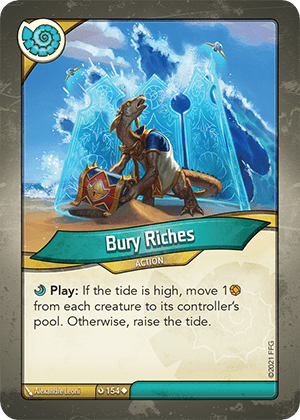 Bury Riches
ACTION
Play: If the tide is high, move 1
from each creature to its controller's
pool. Otherwise, raise the tide.
Alexandre Leoni
154
©2021 FFG